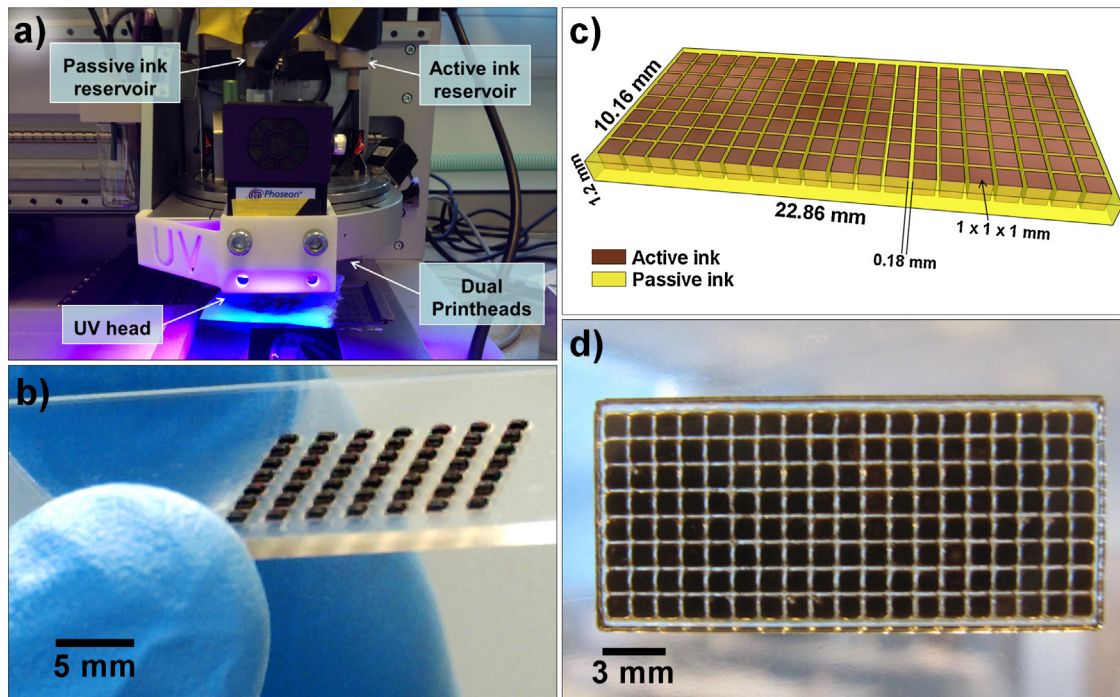 a)
Passive ink
reservoir
Active ink
reservoir
Phoseon
UV
UV head
Dual
Printheads
b)
5 mm
c)
10.16 mm
1.2 mm
22.86 mm
1 x 1 x 1 mm
0.18 mm
Active ink
Passive ink
d)
3 mm